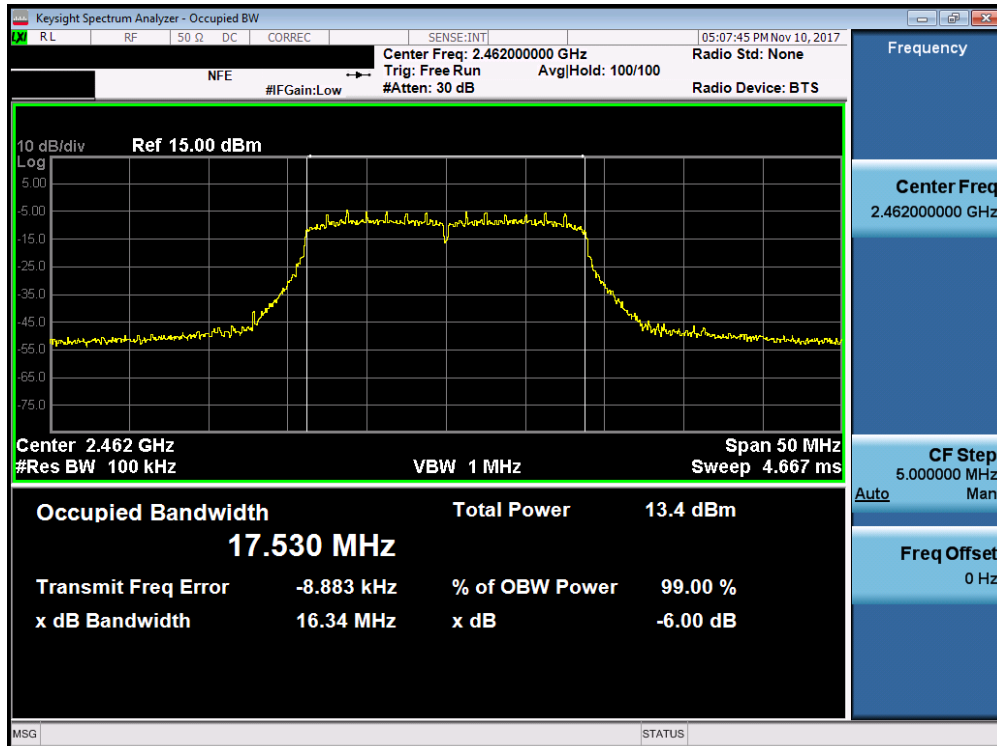 Keysight Spectrum Analyzer - Occupied BW
LXI RL RF 50 Ω DC CORREC SENSE:INT 05:07:45 PM Nov 10, 2017
Center Freq: 2.462000000 GHz Radio Std: None
NFE Trig: Free Run Avg|Hold: 100/100
#IFGain:Low #Atten: 30 dB Radio Device: BTS
Frequency
10 dB/div Ref 15.00 dBm
Log
5.00
-5.00
-15.0
-25.0
-35.0
-45.0
-55.0
-65.0
-75.0
Center 2.462 GHz Span 50 MHz
#Res BW 100 kHz VBW 1 MHz Sweep 4.667 ms
Occupied Bandwidth Total Power 13.4 dBm
17.530 MHz
Transmit Freq Error -8.883 kHz % of OBW Power 99.00 %
x dB Bandwidth 16.34 MHz x dB -6.00 dB
Center Freq
2.462000000 GHz
CF Step
5.000000 MHz
Auto Man
Freq Offset
0 Hz
MSG STATUS